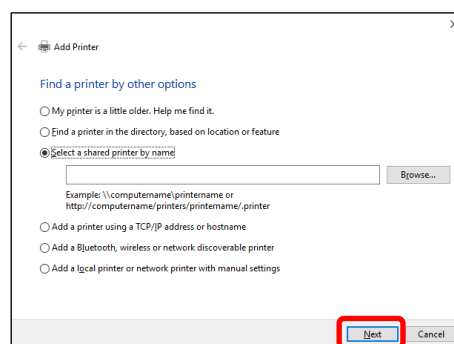 Add Printer
Find a printer by other options
My printer is a little older. Help me find it.
Find a printer in the directory, based on location or feature
Select a shared printer by name
Browse...
Example: \\computername\printername or
http://computername/printers/printername/.printer
Add a printer using a TCP/IP address or hostname
Add a Bluetooth, wireless or network discoverable printer
Add a local printer or network printer with manual settings
Next Cancel